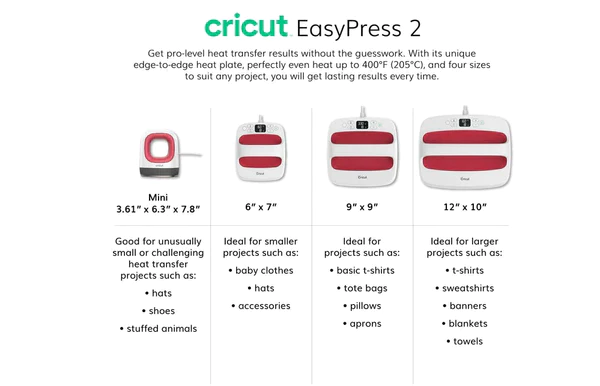 cricut EasyPress 2
Get pro-level heat transfer results without the guesswork. With its unique
edge-to-edge heat plate, perfectly even heat up to 400°F (205°C), and four sizes
to suit any project, you will get lasting results every time.
Mini
3.61” x 6.3” x 7.8”
Good for unusually
small or challenging
heat transfer
projects such as:
• hats
• shoes
• stuffed animals
6” x 7”
Ideal for smaller
projects such as:
• baby clothes
• hats
• accessories
9” x 9”
Ideal for
projects such as:
• basic t-shirts
• tote bags
• pillows
• aprons
12” x 10”
Ideal for larger
projects such as:
• t-shirts
• sweatshirts
• banners
• blankets
• towels